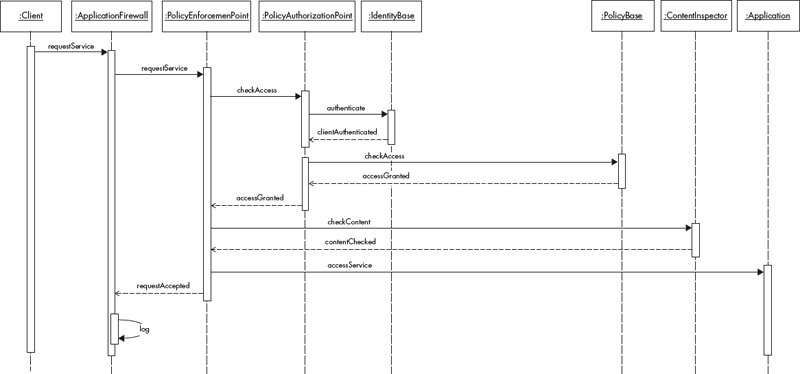 :Client
:ApplicationFirewall
:PolicyEnforcemenPoint
:PolicyAuthorizationPoint
:IdentityBase
:PolicyBase
:ContentInspector
:Application
requestService
requestService
checkAccess
authenticate
clientAuthenticated
checkAccess
accessGranted
accessGranted
checkContent
contentChecked
accessService
requestAccepted
log